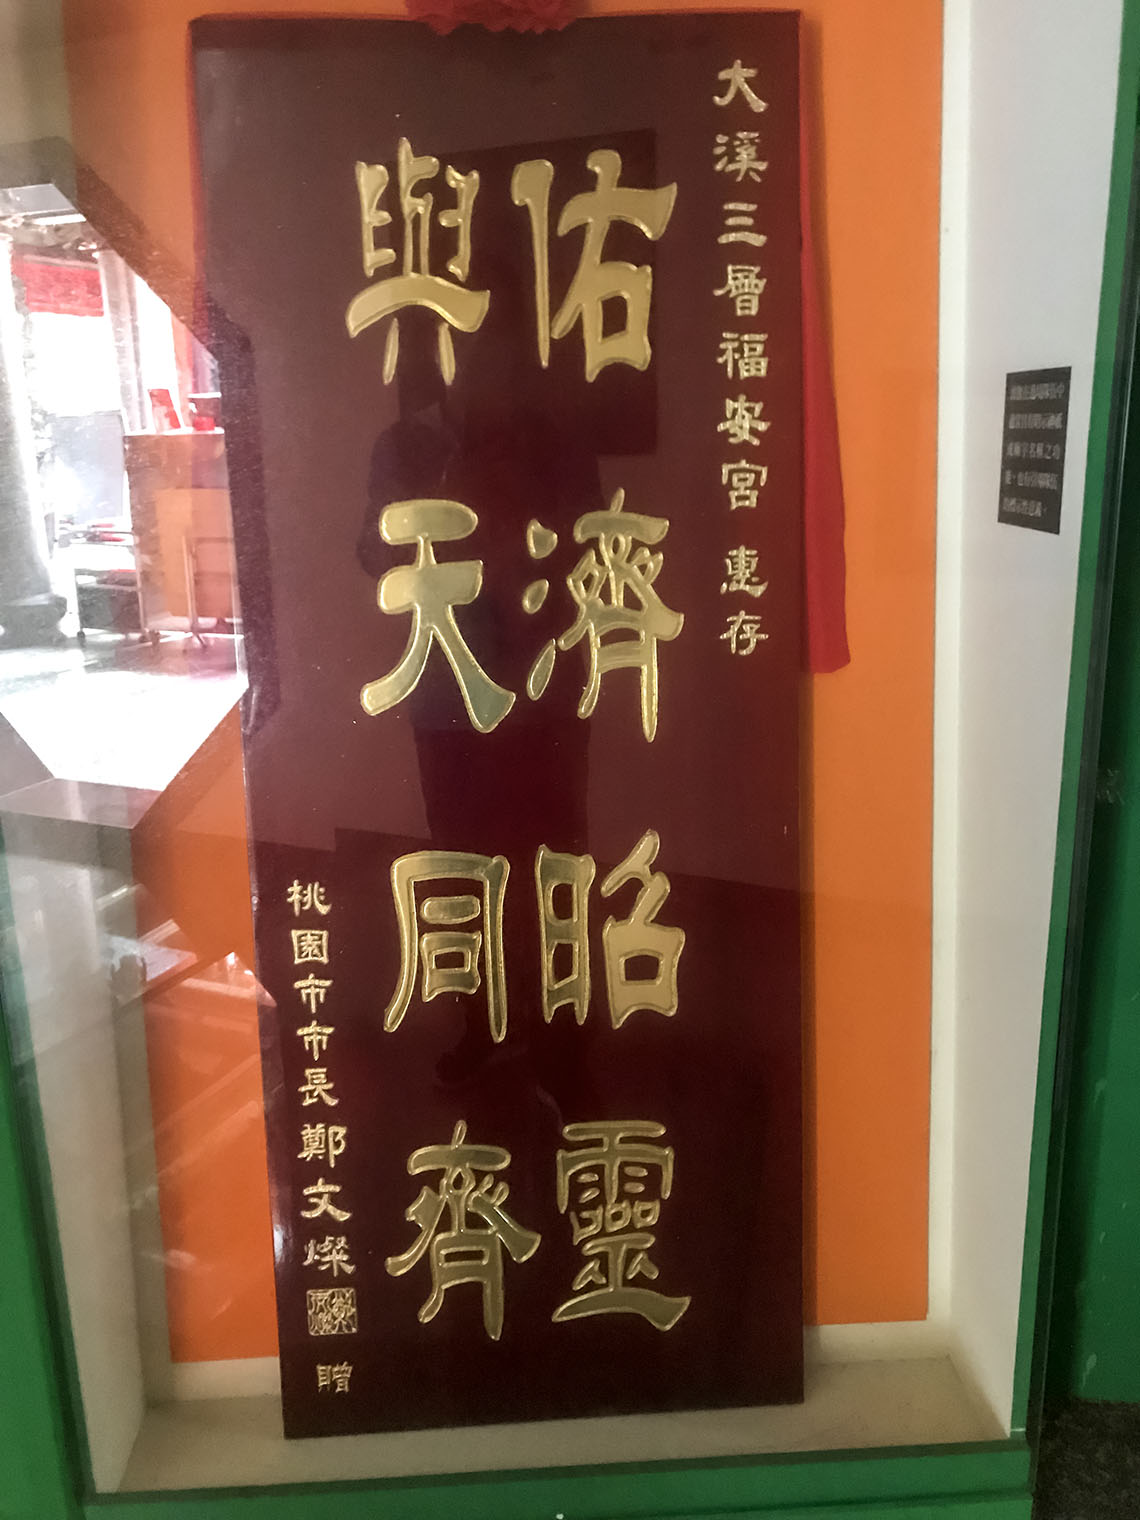 大溪三層福安宮 惠存
佑濟昭靈
與天同齊
桃園市市長鄭文燦 贈